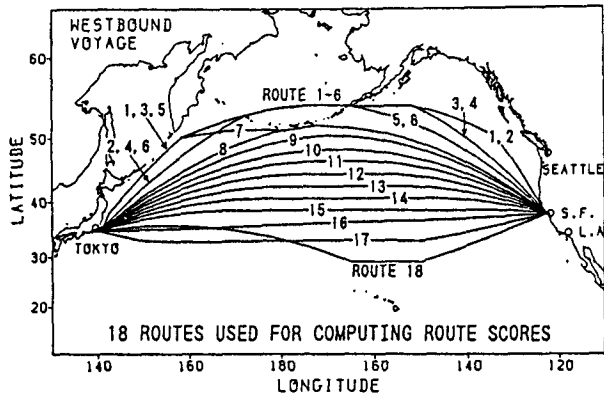 WESTBOUND
VOYAGE
60
50
40
30
20
LATITUDE
ROUTE 1~6
1,3,5
2,4,6
3,4
1,2
5,6
7
8
9
10
11
12
13
14
15
16
17
ROUTE 18
SEATTLE
S.F.
L.A
TOKYO
18 ROUTES USED FOR COMPUTING ROUTE SCORES
140 160 180 160 140 120
LONGITUDE